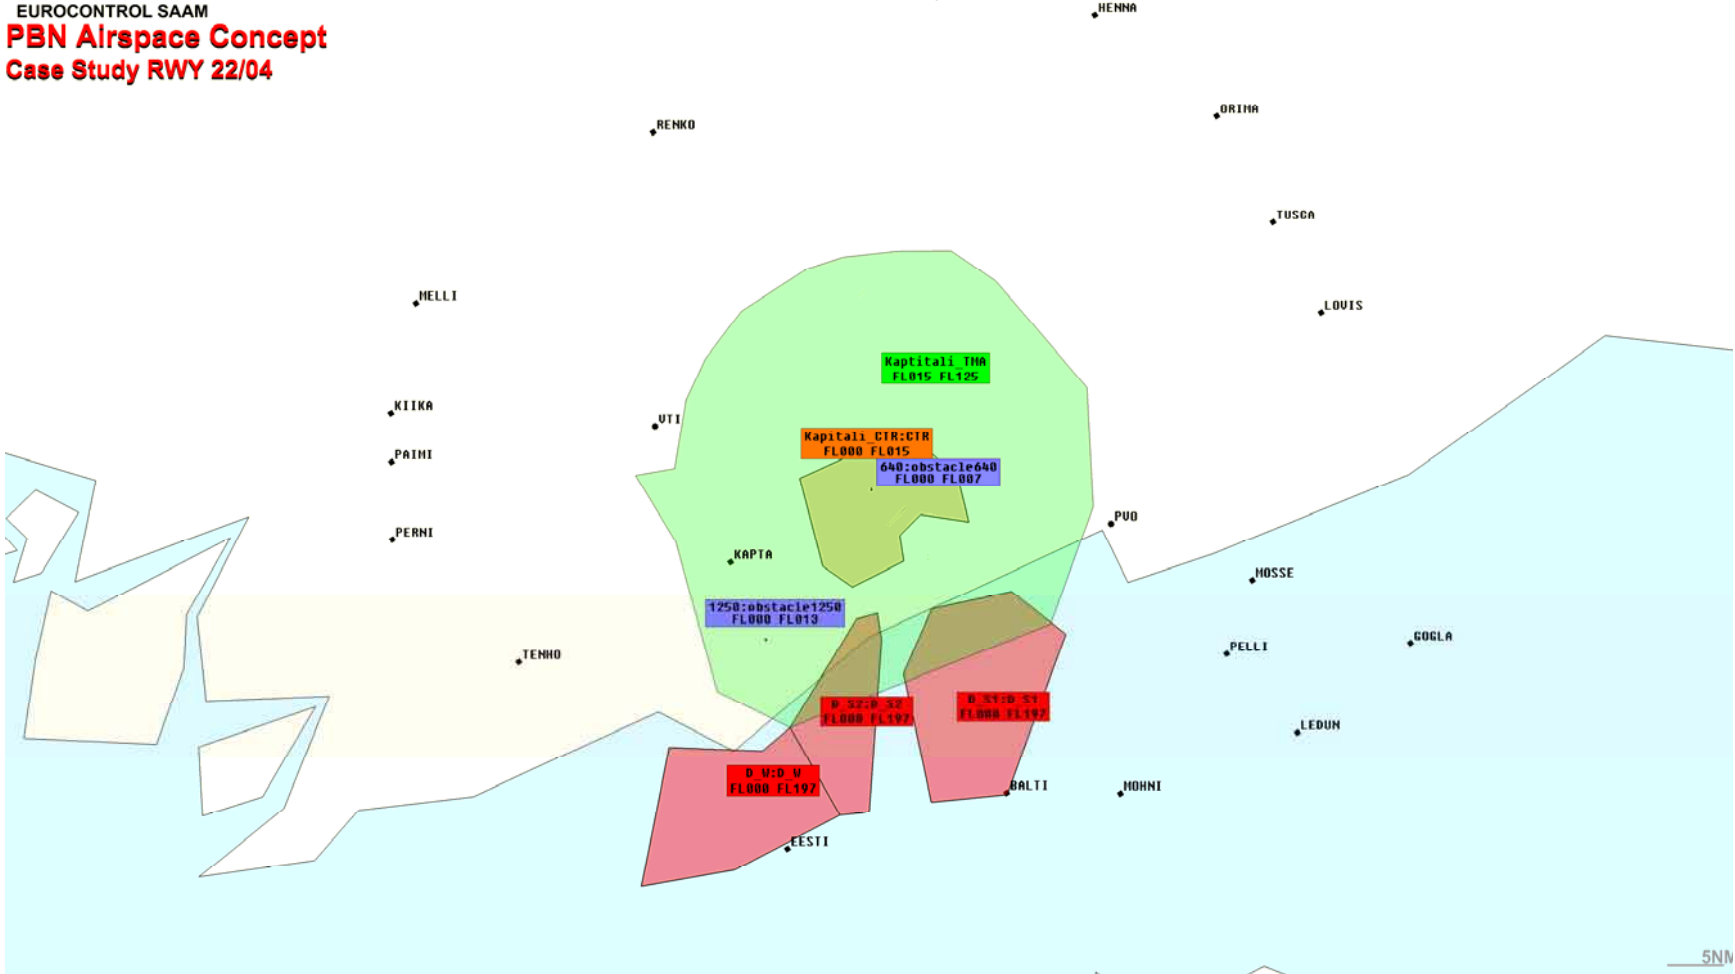 EUROCONTROL SAAM
PBN Airspace Concept
Case Study RWY 22/04
HENNA
ORIMA
RENKO
TUSCA
MELLI
LOVIS
Kaptitali_TMA
FL015 FL125
KIIKA
VTI
Kapitali_CTR:CTR
FL000 FL015
PAIMI
640:obstacle640
FL000 FL007
PVO
PERNI
KAPTA
MOSSE
1250:obstacle1250
FL000 FL013
GOGLA
PELLI
TENHO
D_S1:D_S1
FL000 FL197
D_S2:D_S2
FL000 FL197
LEDUN
D_W:D_W
FL000 FL197
BALTI
MOHNI
EESTI
5NM